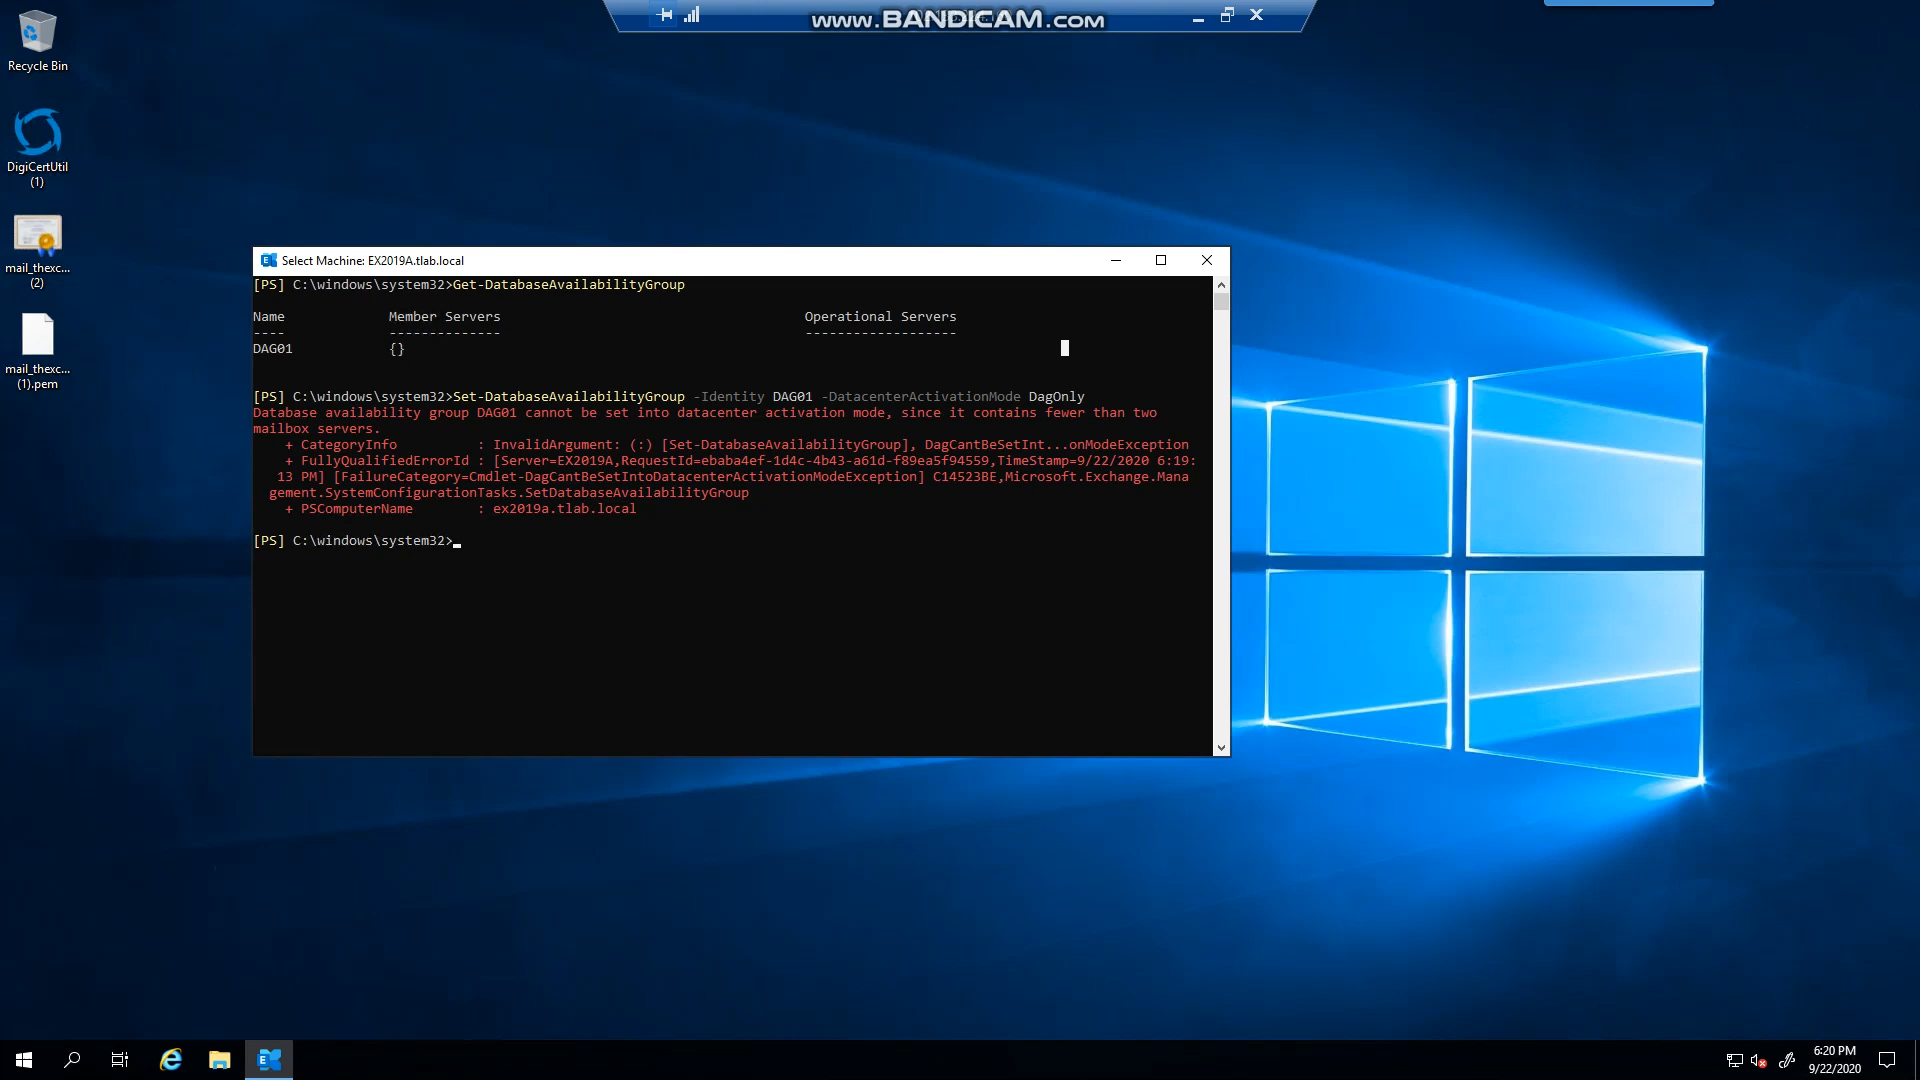 www.BANDICAM.com
Recycle Bin
DigiCertUtil
(1)
mail_thexc...
(2)
mail_thexc...
(1).pem
Select Machine: EX2019A.tlab.local
[PS] C:\windows\system32>Get-DatabaseAvailabilityGroup
Name Member Servers Operational Servers
---- -------------- -------------------
DAG01 {}
[PS] C:\windows\system32>Set-DatabaseAvailabilityGroup -Identity DAG01 -DatacenterActivationMode DagOnly
Database availability group DAG01 cannot be set into datacenter activation mode, since it contains fewer than two
mailbox servers.
+ CategoryInfo : InvalidArgument: (:) [Set-DatabaseAvailabilityGroup], DagCantBeSetInt...onModeException
+ FullyQualifiedErrorId : [Server=EX2019A,RequestId=ebaba4ef-1d4c-4b43-a61d-f89ea5f94559,TimeStamp=9/22/2020 6:19:
13 PM] [FailureCategory=Cmdlet-DagCantBeSetIntoDatacenterActivationModeException] C14523BE,Microsoft.Exchange.Mana
gement.SystemConfigurationTasks.SetDatabaseAvailabilityGroup
+ PSComputerName : ex2019a.tlab.local
[PS] C:\windows\system32>
6:20 PM
9/22/2020